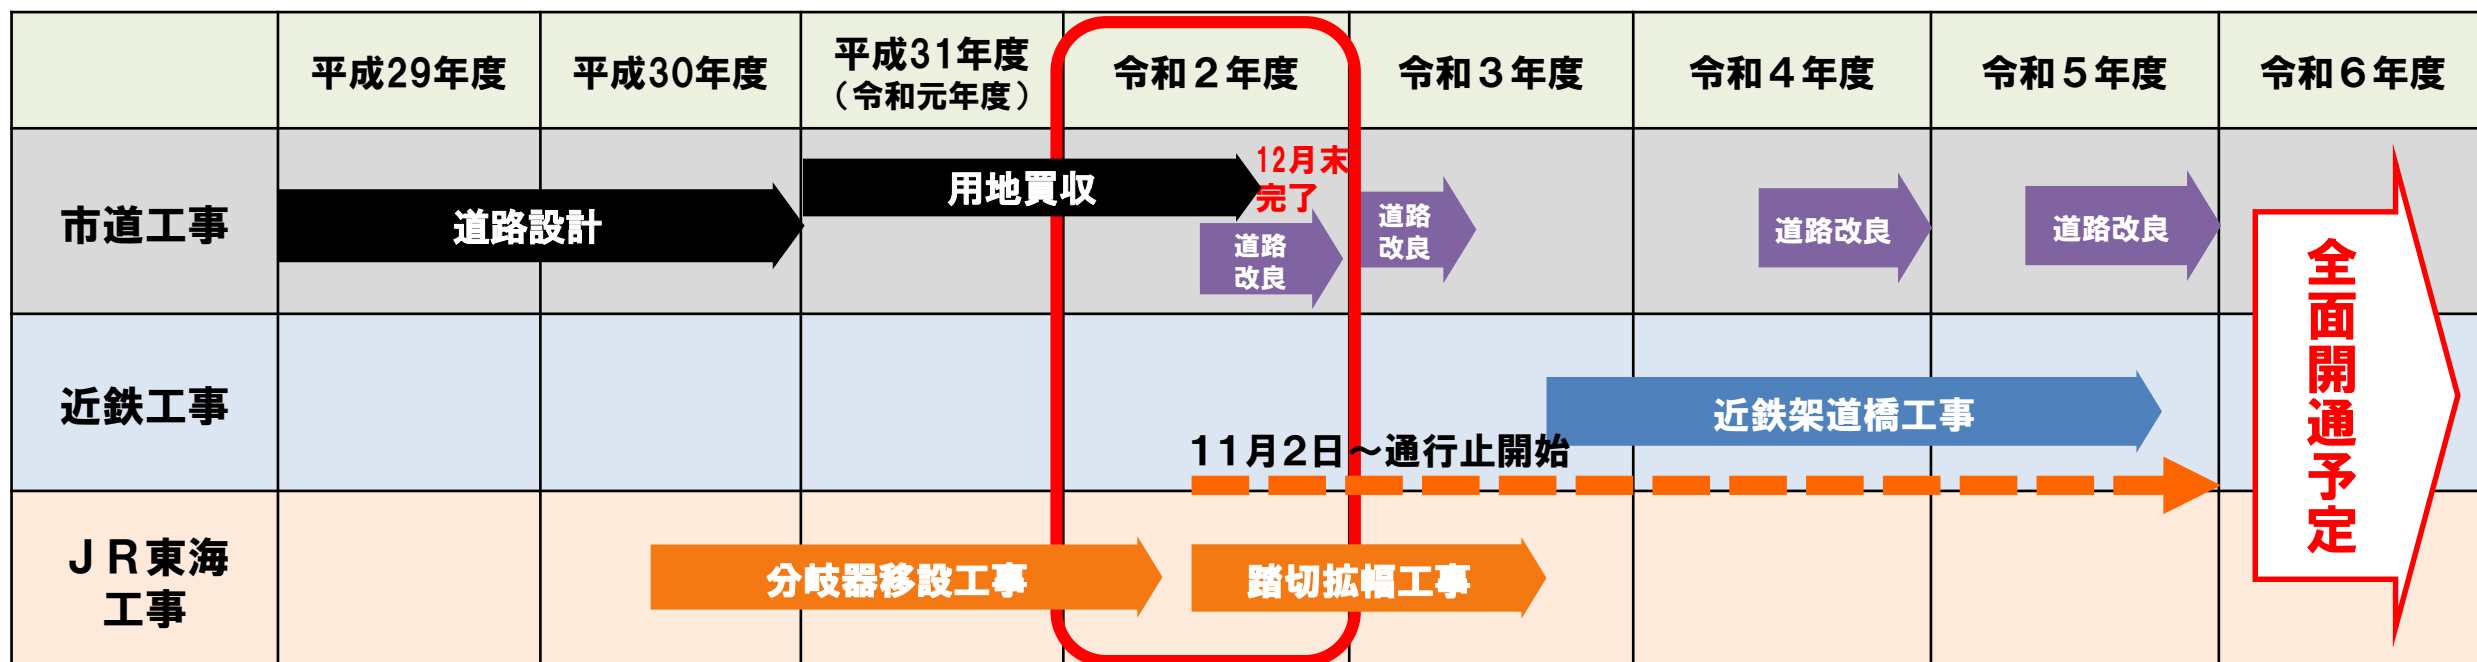 平成29年度
平成30年度
平成31年度
（令和元年度）
令和２年度
令和３年度
令和４年度
令和５年度
令和６年度
市道工事
道路設計
用地買収
12月末
完了
道路
改良
道路
改良
道路改良
道路改良
全面開通予定
近鉄工事
近鉄架道橋工事
11月2日～通行止開始
ＪＲ東海
工事
分岐器移設工事
踏切拡幅工事